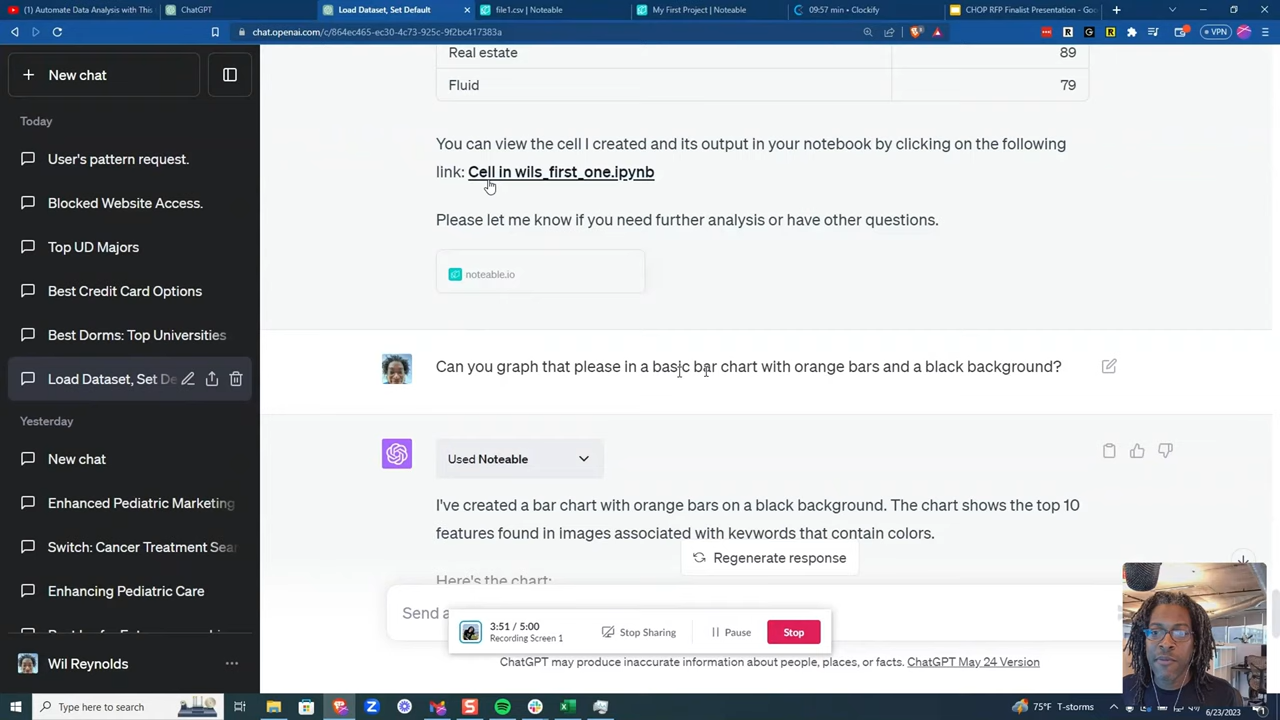 Automate Data Analysis with This
ChatGPT
Load Dataset, Set Default
file1.csv | Noteable
My First Project | Noteable
09:57 min • Clockify
CHOP RFP Finalist Presentation - Goo
chat.openai.com/c/864ec465-ec30-4c73-925c-9f2bc417383a
VPN
New chat
Today
User's pattern request.
Blocked Website Access.
Top UD Majors
Best Credit Card Options
Best Dorms: Top Universities
Load Dataset, Set De
Yesterday
New chat
Enhanced Pediatric Marketing
Switch: Cancer Treatment Sea
Enhancing Pediatric Care
Wil Reynolds
Real estate 89
Fluid 79
You can view the cell I created and its output in your notebook by clicking on the following
link: Cell in wils_first_one.ipynb
Please let me know if you need further analysis or have other questions.
noteable.io
Can you graph that please in a basic bar chart with orange bars and a black background?
Used Noteable
I've created a bar chart with orange bars on a black background. The chart shows the top 10
features found in images associated with keywords that contain colors.
Regenerate response
Here's the chart:
Send a
3:51 / 5:00
Recording Screen 1
Stop Sharing
Pause
Stop
ChatGPT may produce inaccurate information about people, places, or facts. ChatGPT May 24 Version
Type here to search
75°F T-storms
6/23/2023